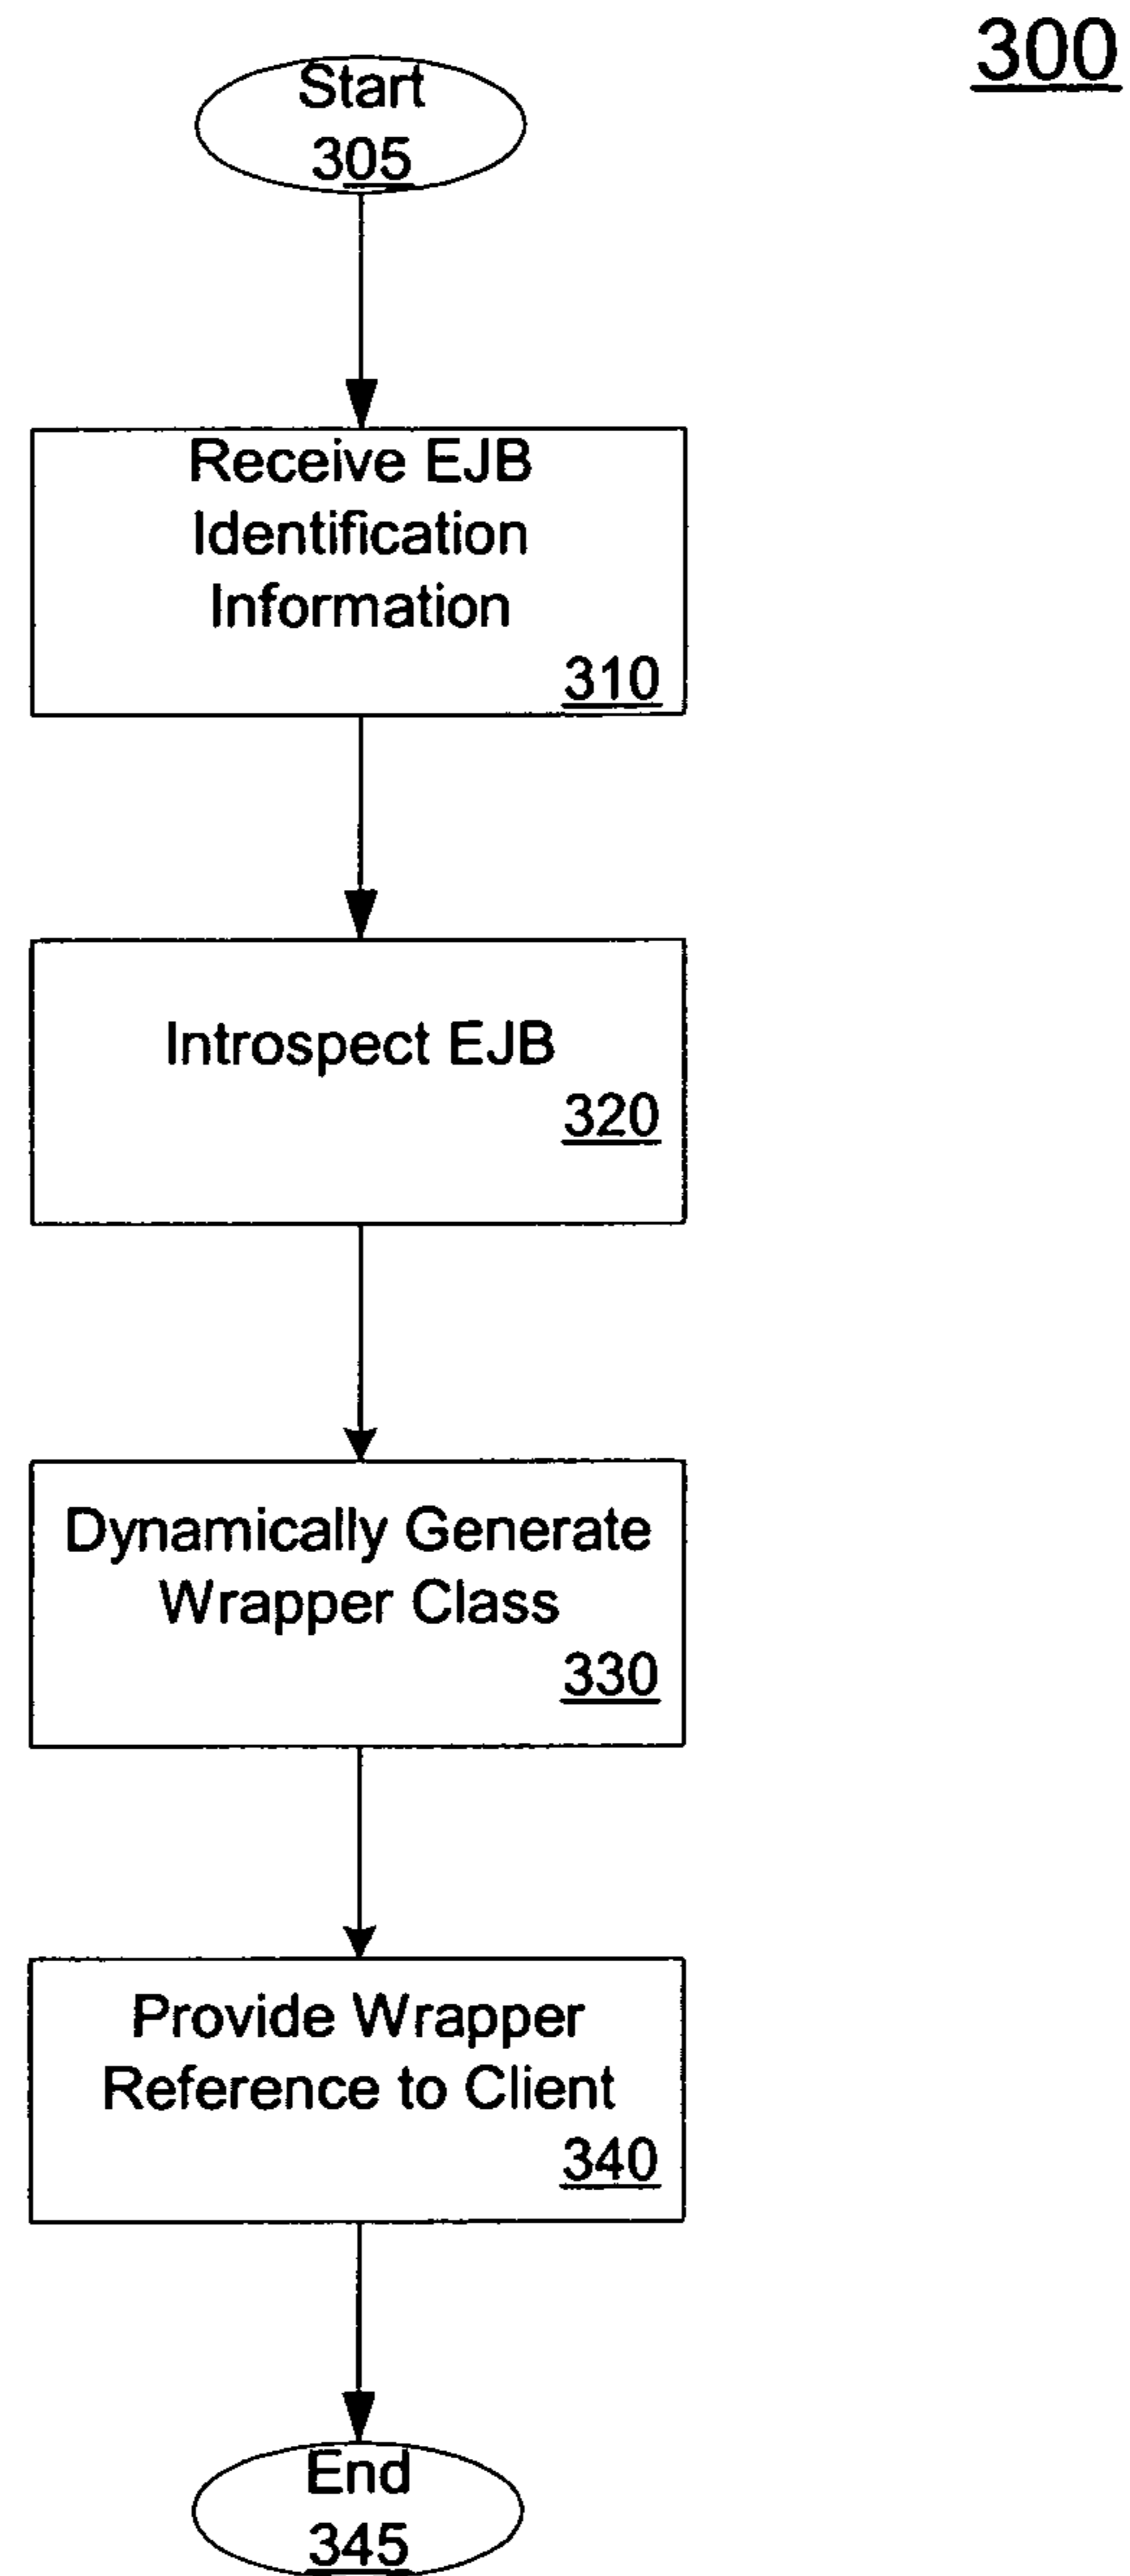 300
Start
305
Receive EJB
Identification
Information
310
Introspect EJB
320
Dynamically Generate
Wrapper Class
330
Provide Wrapper
Reference to Client
340
End
345